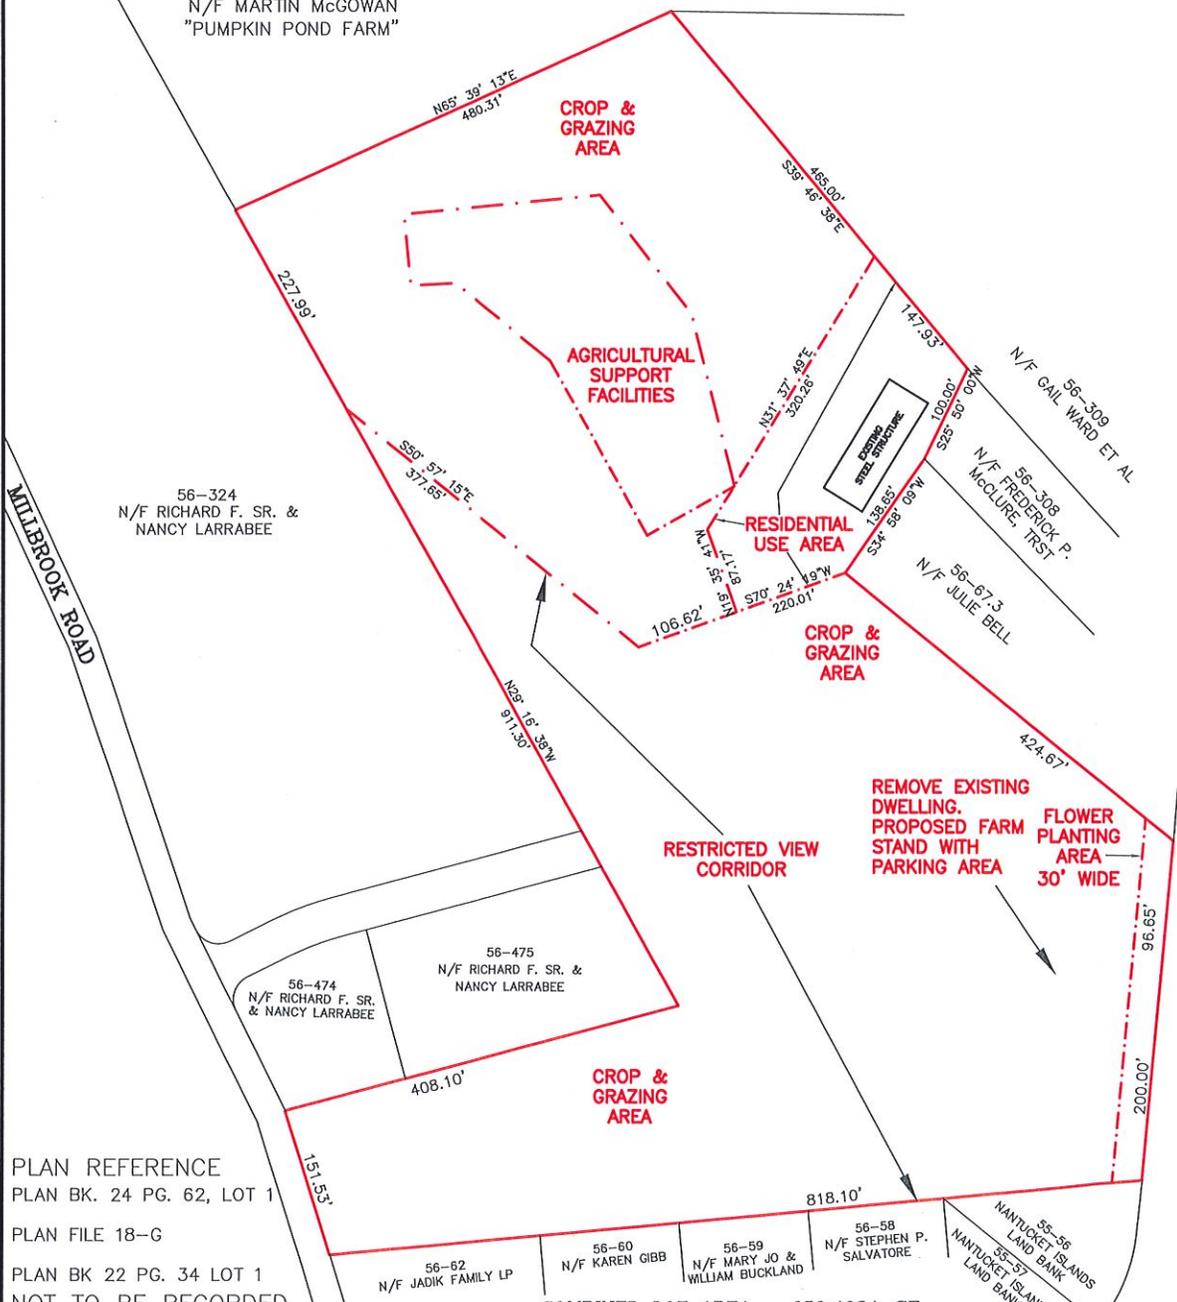 N/F MARTIN McGOWAN
"PUMPKIN POND FARM"
N65° 39' 13"E
480.31'
CROP &
GRAZING
AREA
465.00'
S39° 46' 38"E
227.99'
147.93'
AGRICULTURAL
SUPPORT
FACILITIES
N31° 37' 49"E
320.26'
EXISTING
STEEL STRUCTURE
100.00'
S25° 50' 00"W
56-309
N/F GAIL WARD ET AL
56-308
N/F FREDERICK P.
McCLURE, TRST
138.65'
S34° 58' 09"W
56-67.3
N/F JULIE BELL
S50° 57' 15"E
377.65'
56-324
N/F RICHARD F. SR. &
NANCY LARRABEE
MILLBROOK ROAD
RESIDENTIAL
USE AREA
N19° 35' 41"W
87.17'
S70° 24' 19"W
220.01'
106.62'
CROP &
GRAZING
AREA
N29° 16' 38"W
911.30'
424.67'
REMOVE EXISTING
DWELLING.
PROPOSED FARM
STAND WITH
PARKING AREA
FLOWER
PLANTING
AREA
30' WIDE
RESTRICTED VIEW
CORRIDOR
96.65'
56-475
N/F RICHARD F. SR. &
NANCY LARRABEE
56-474
N/F RICHARD F. SR.
& NANCY LARRABEE
408.10'
CROP &
GRAZING
AREA
200.00'
151.53'
818.10'
PLAN REFERENCE
PLAN BK. 24 PG. 62, LOT 1
PLAN FILE 18-G
PLAN BK 22 PG. 34 LOT 1
NOT TO BE RECORDED
56-62
N/F JADIK FAMILY LP
56-60
N/F KAREN GIBB
56-59
N/F MARY JO &
WILLIAM BUCKLAND
56-58
N/F STEPHEN P.
SALVATORE
55-56
NANTUCKET ISLANDS
LAND BANK
55-57
NANTUCKET ISLAN
LAND BAN